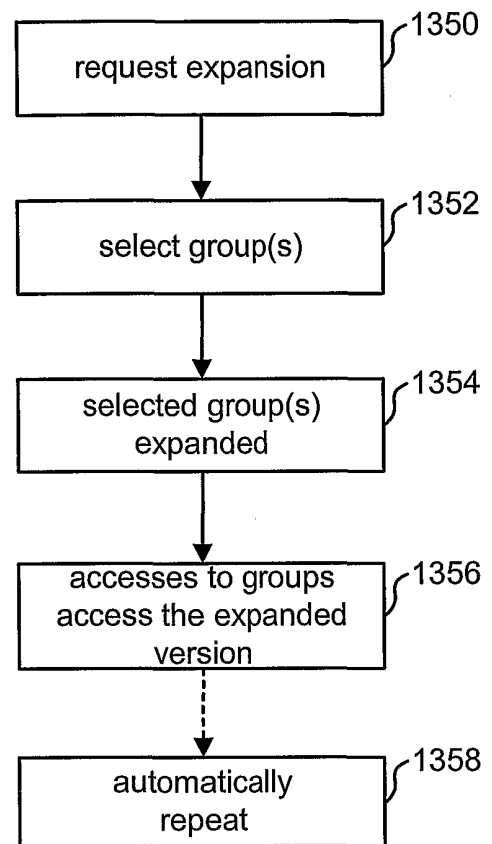 1350
request expansion
1352
select group(s)
1354
selected group(s)
expanded
1356
accesses to groups
access the expanded
version
1358
automatically
repeat